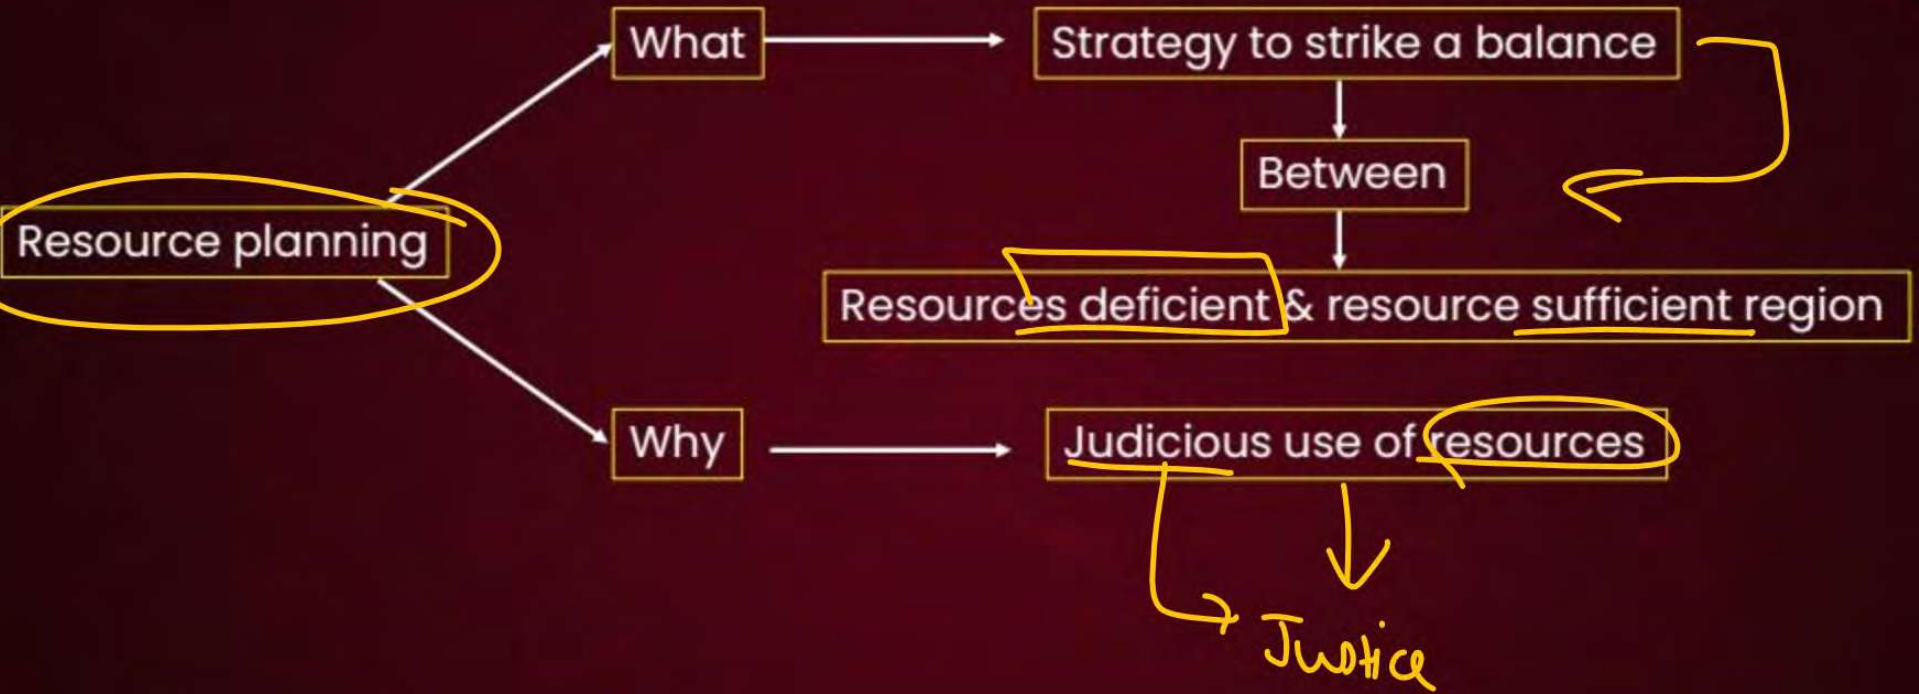 What
Strategy to strike a balance
Between
Resource planning
Resources deficient & resource sufficient region
Why
Judicious use of resources
Justice